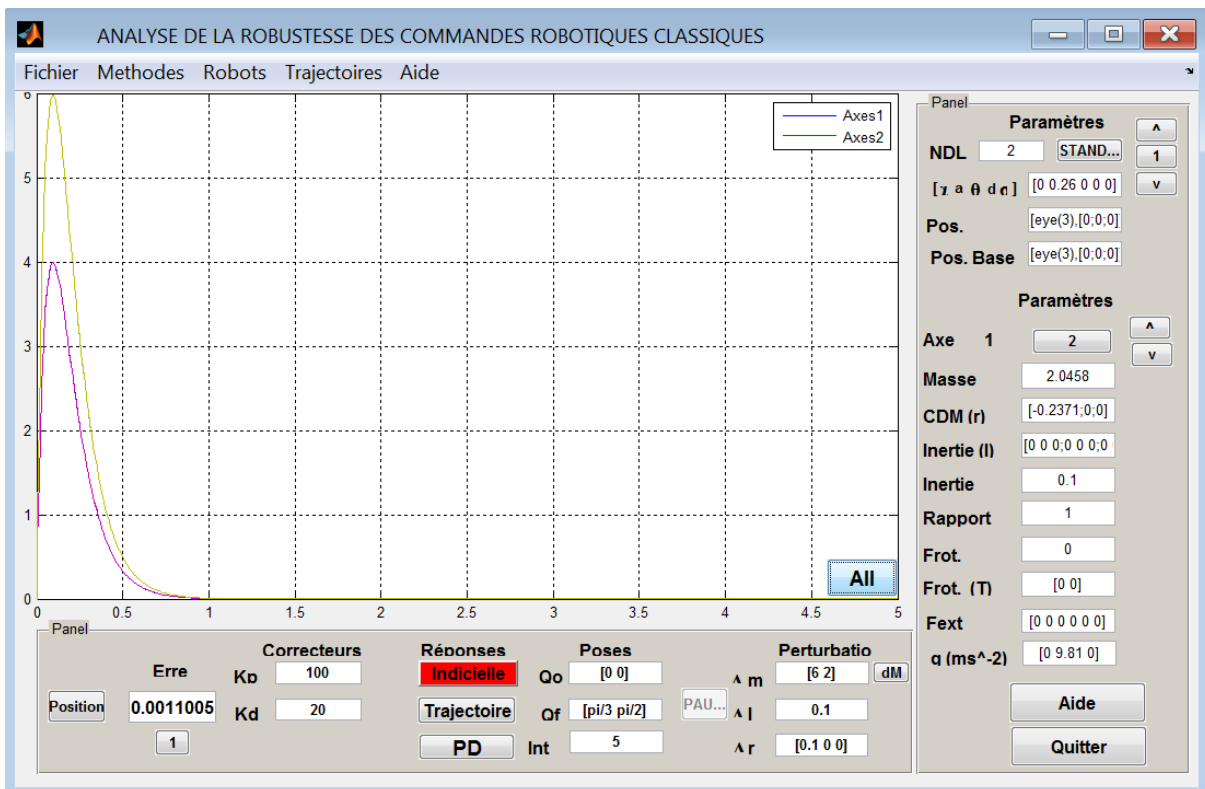 ANALYSE DE LA ROBUSTESSE DES COMMANDES ROBOTIQUES CLASSIQUES
Fichier Methodes Robots Trajectoires Aide
6
5
4
3
2
1
0
0 0.5 1 1.5 2 2.5 3 3.5 4 4.5 5
Axes1
Axes2
All
Panel
Paramètres
^
NDL 2 STAND... 1
[ a θ d ] [0 0.26 0 0 0] v
Pos. [eye(3),[0;0;0]
Pos. Base [eye(3),[0;0;0]
Paramètres
^
Axe 1 2
v
Masse 2.0458
CDM (r) [-0.2371;0;0]
Inertie (I) [0 0 0;0 0 0;0
Inertie 0.1
Rapport 1
Frot. 0
Frot. (T) [0 0]
Fext [0 0 0 0 0 0]
g (ms^-2) [0 9.81 0]
Aide
Quitter
Panel
Correcteurs Réponses Poses Perturbatio
Erre Kp 100 Indicielle Qo [0 0] Λ m [6 2] dM
Position 0.0011005 Kd 20 Trajectoire Qf [pi/3 pi/2] PAU... Λ I 0.1
1 PD Int 5 Λ r [0.1 0 0]